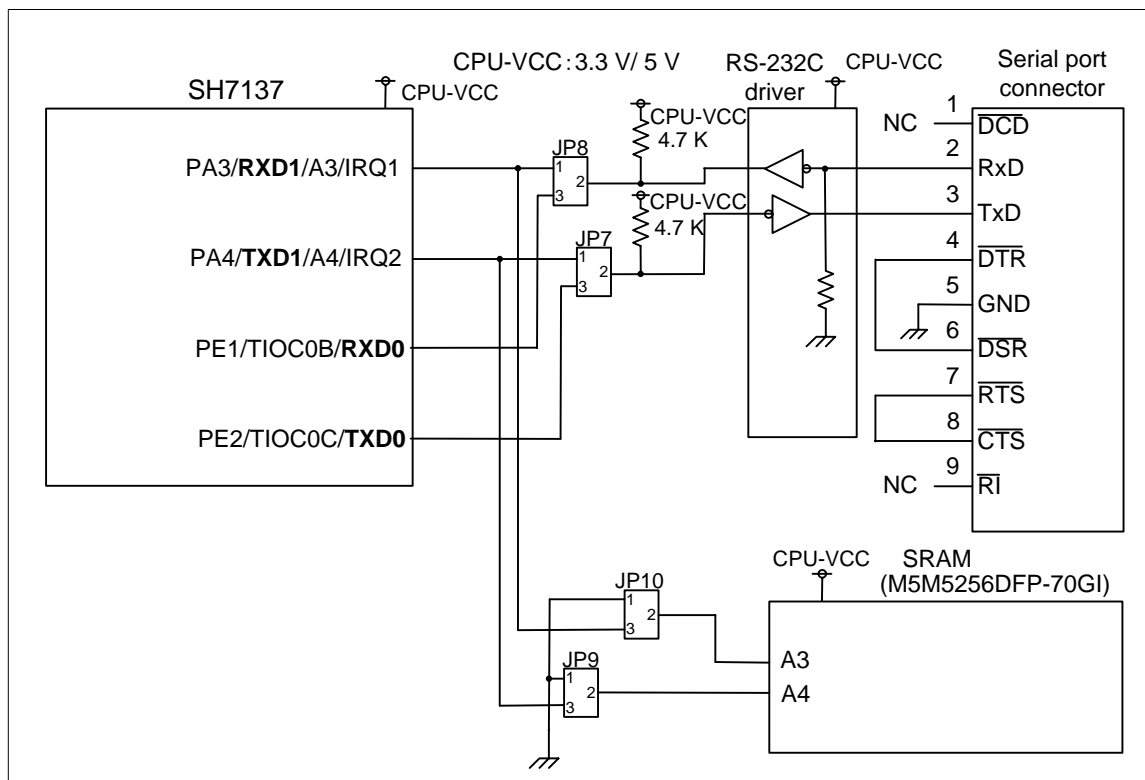 CPU-VCC : 3.3 V/ 5 V
RS-232C
driver
CPU-VCC
Serial port
connector
SH7137
CPU-VCC
PA3/RXD1/A3/IRQ1
PA4/TXD1/A4/IRQ2
PE1/TIOC0B/RXD0
PE2/TIOC0C/TXD0
JP8
1
2
3
CPU-VCC
4.7 K
JP7
1
2
3
CPU-VCC
4.7 K
NC
1
DCD
2
RxD
3
TxD
4
DTR
5
GND
6
DSR
7
RTS
8
CTS
NC
9
RI
JP10
1
2
3
JP9
1
2
3
CPU-VCC
SRAM
(M5M5256DFP-70GI)
A3
A4